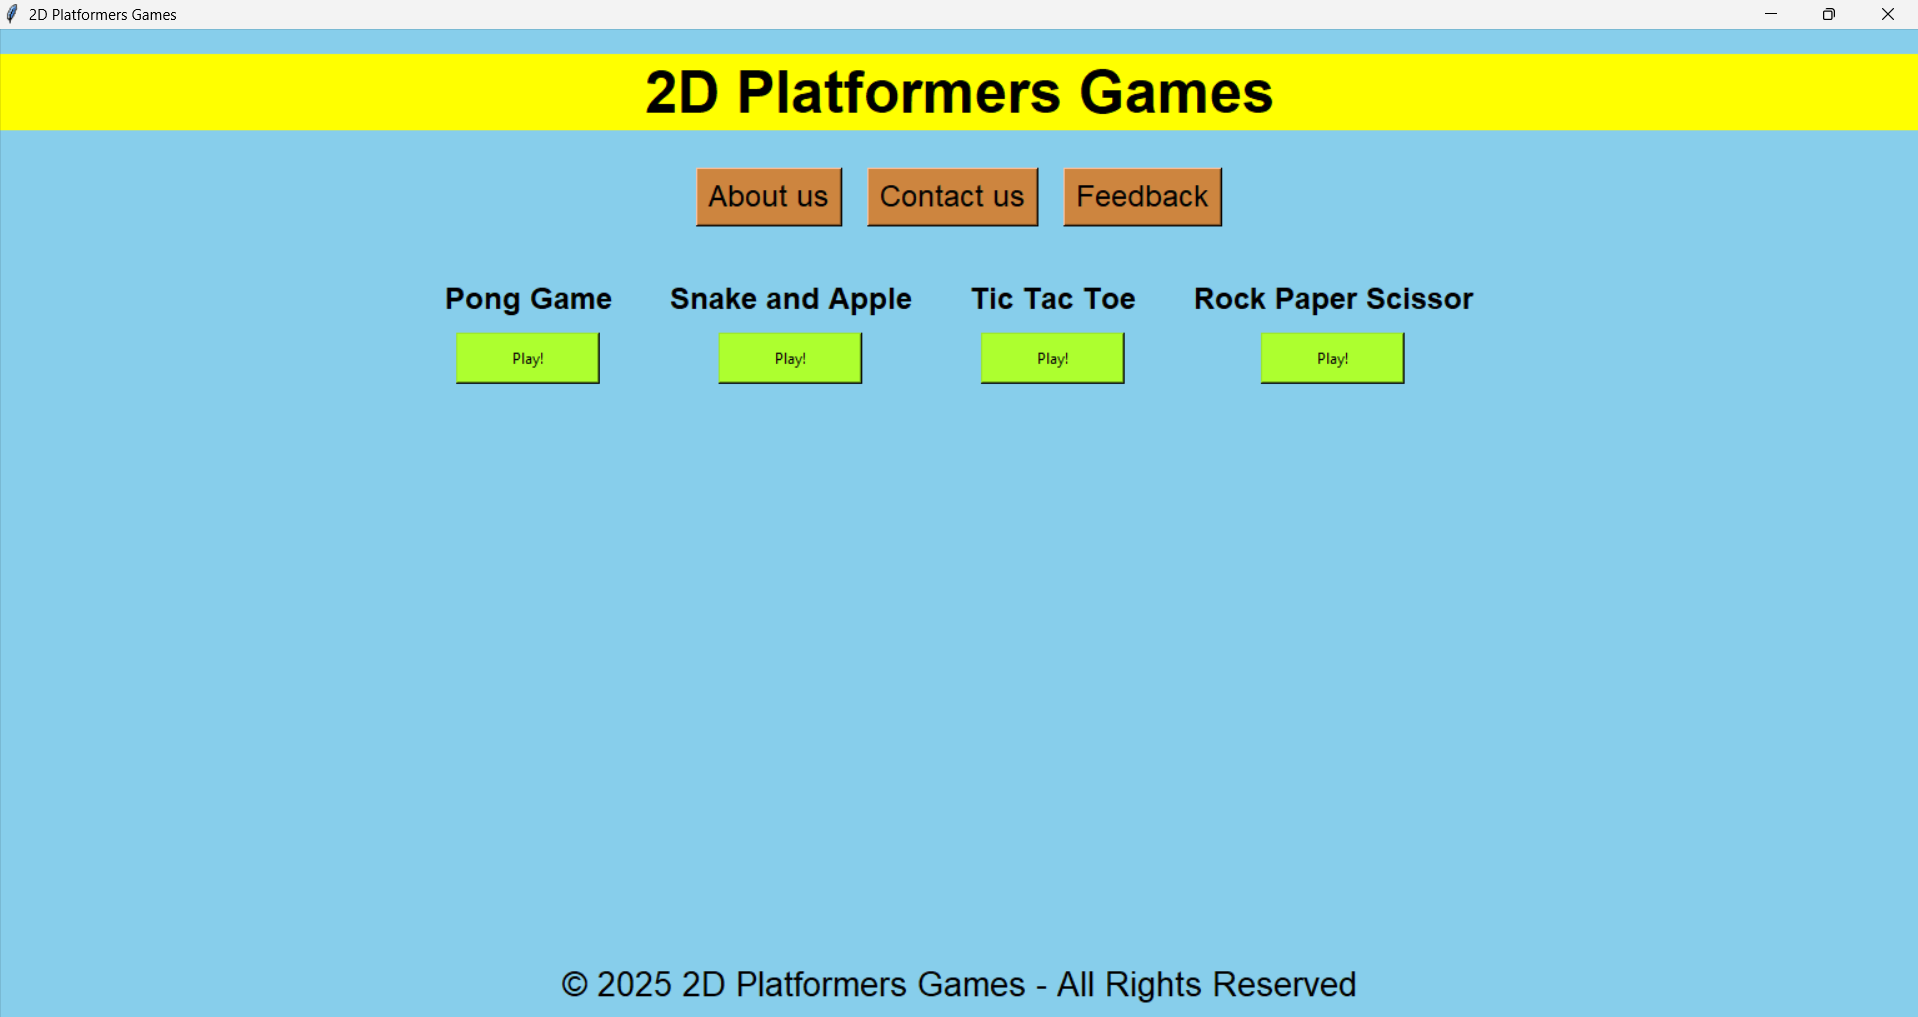 2D Platformers Games
2D Platformers Games
About us Contact us Feedback
Pong Game Snake and Apple Tic Tac Toe Rock Paper Scissor
Play! Play! Play! Play!
© 2025 2D Platformers Games - All Rights Reserved